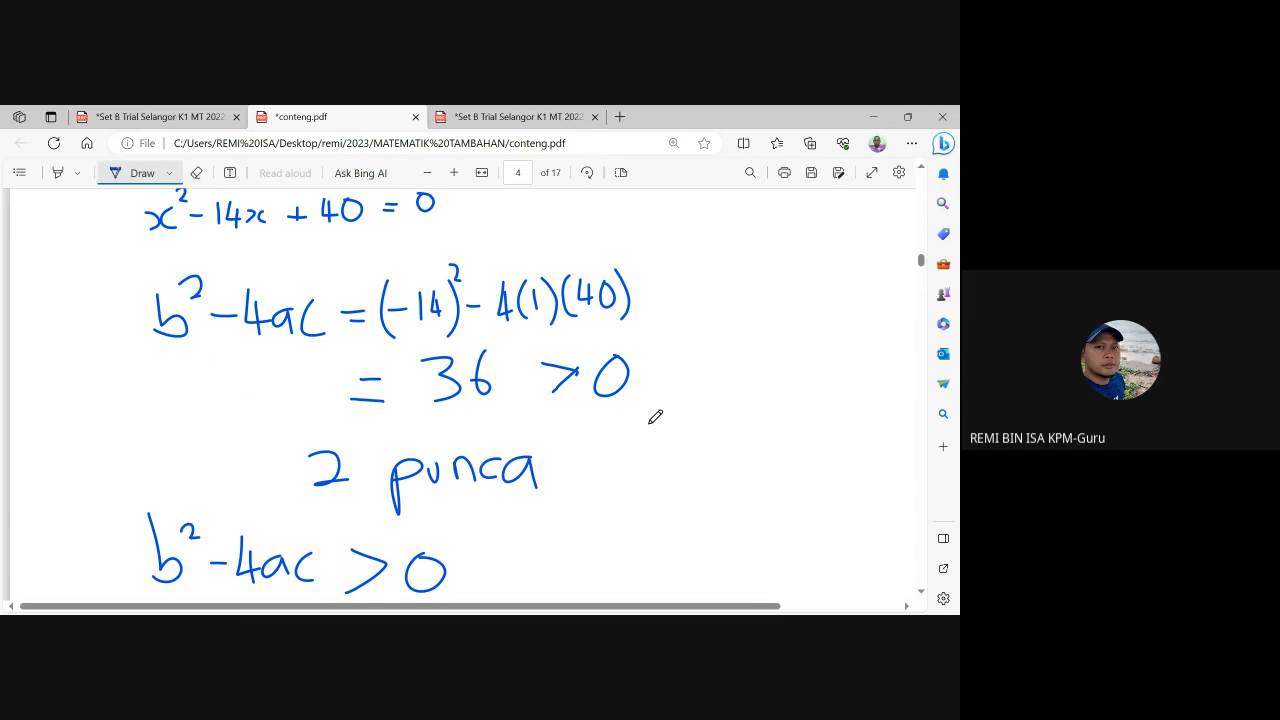 *Set B Trial Selangor K1 MT 2022
*conteng.pdf
*Set B Trial Selangor K1 MT 2022
File
C:/Users/REMI%20ISA/Desktop/remi/2023/MATEMATIK%20TAMBAHAN/conteng.pdf
Draw
Read aloud
Ask Bing AI
4 of 17
x² - 14x + 40 = 0
b² - 4ac = (-14)² - 4(1)(40)
= 36 > 0
2 punca
b² - 4ac > 0
REMI BIN ISA KPM-Guru